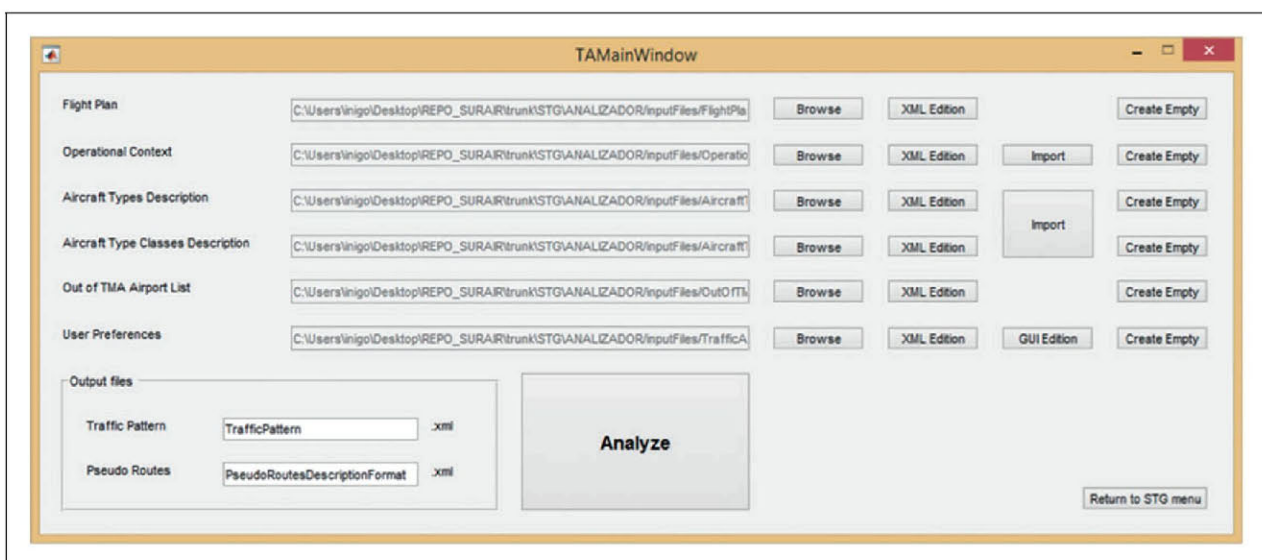 TAMainWindow
Flight Plan C:\Users\inigo\Desktop\REPO_SURAIR\trunk\STG\ANALIZADOR/inputFiles/FlightPla Browse XML Edition Create Empty
Operational Context C:\Users\inigo\Desktop\REPO_SURAIR\trunk\STG\ANALIZADOR/inputFiles/Operatio Browse XML Edition Import Create Empty
Aircraft Types Description C:\Users\inigo\Desktop\REPO_SURAIR\trunk\STG\ANALIZADOR/inputFiles/AircraftT Browse XML Edition Create Empty
Import
Aircraft Type Classes Description C:\Users\inigo\Desktop\REPO_SURAIR\trunk\STG\ANALIZADOR/inputFiles/AircraftT Browse XML Edition Create Empty
Out of TMA Airport List C:\Users\inigo\Desktop\REPO_SURAIR\trunk\STG\ANALIZADOR/inputFiles/OutOfTM Browse XML Edition Create Empty
User Preferences C:\Users\inigo\Desktop\REPO_SURAIR\trunk\STG\ANALIZADOR/inputFiles/TrafficA Browse XML Edition GUI Edition Create Empty
Output files
Traffic Pattern TrafficPattern .xml
Analyze
Pseudo Routes PseudoRoutesDescriptionFormat .xml
Return to STG menu